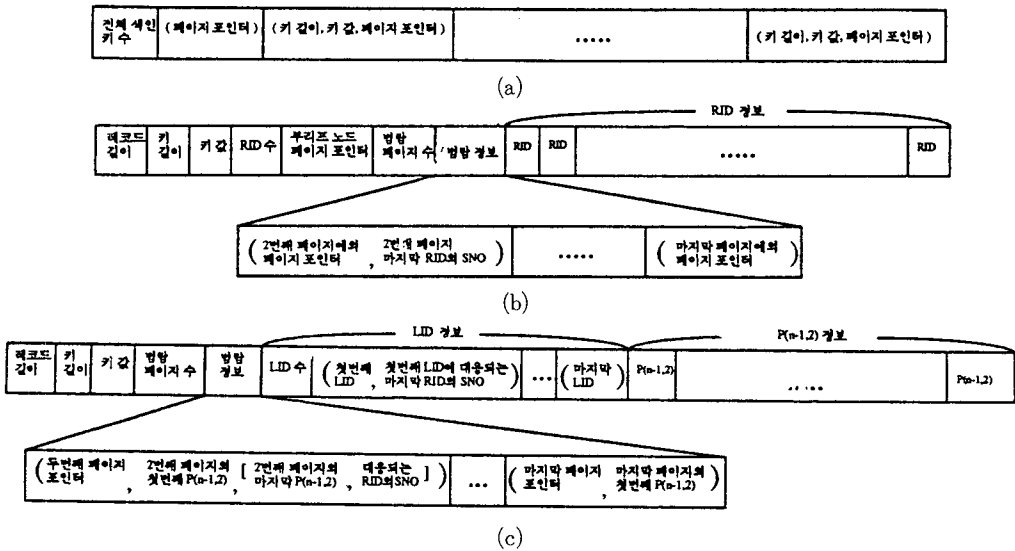 전체 색인 키 수 (페이지 포인터) (키 길이, 키 값, 페이지 포인터) ..... (키 길이, 키 값, 페이지 포인터)
(a)
RID 정보
레코드 길이 키 길이 키 값 RID 수 부리프 노드 페이지 포인터 범람 페이지 수 범람 정보 RID RID ..... RID
(2번째 페이지에의 페이지 포인터 , 2번째 페이지 마지막 RID의 SNO) ..... (마지막 페이지에의 페이지 포인터)
(b)
LID 정보 P(n-1,2) 정보
레코드 길이 키 길이 키 값 범람 페이지 수 범람 정보 LID 수 (첫번째 LID , 첫번째 LID에 대응되는 마지막 RID의 SNO) ... (마지막 LID) P(n-1,2) ..... P(n-1,2)
(두번째 페이지 포인터 , 2번째 페이지의 첫번째 P(n-1,2) , [2번째 페이지의 마지막 P(n-1,2) , 대응되는 RID의 SNO]) ... (마지막 페이지 포인터 , 마지막 페이지의 첫번째 P(n-1,2))
(c)